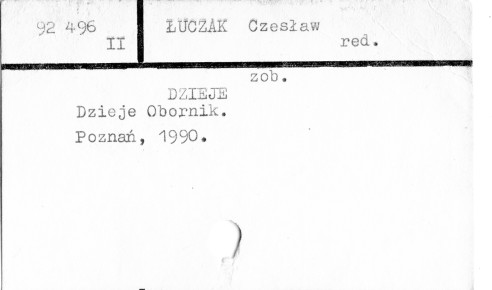 92 496 ŁUCZAK Czesław
II red.
zob.
DZIEJE
Dzieje Obornik.
Poznań, 1990.